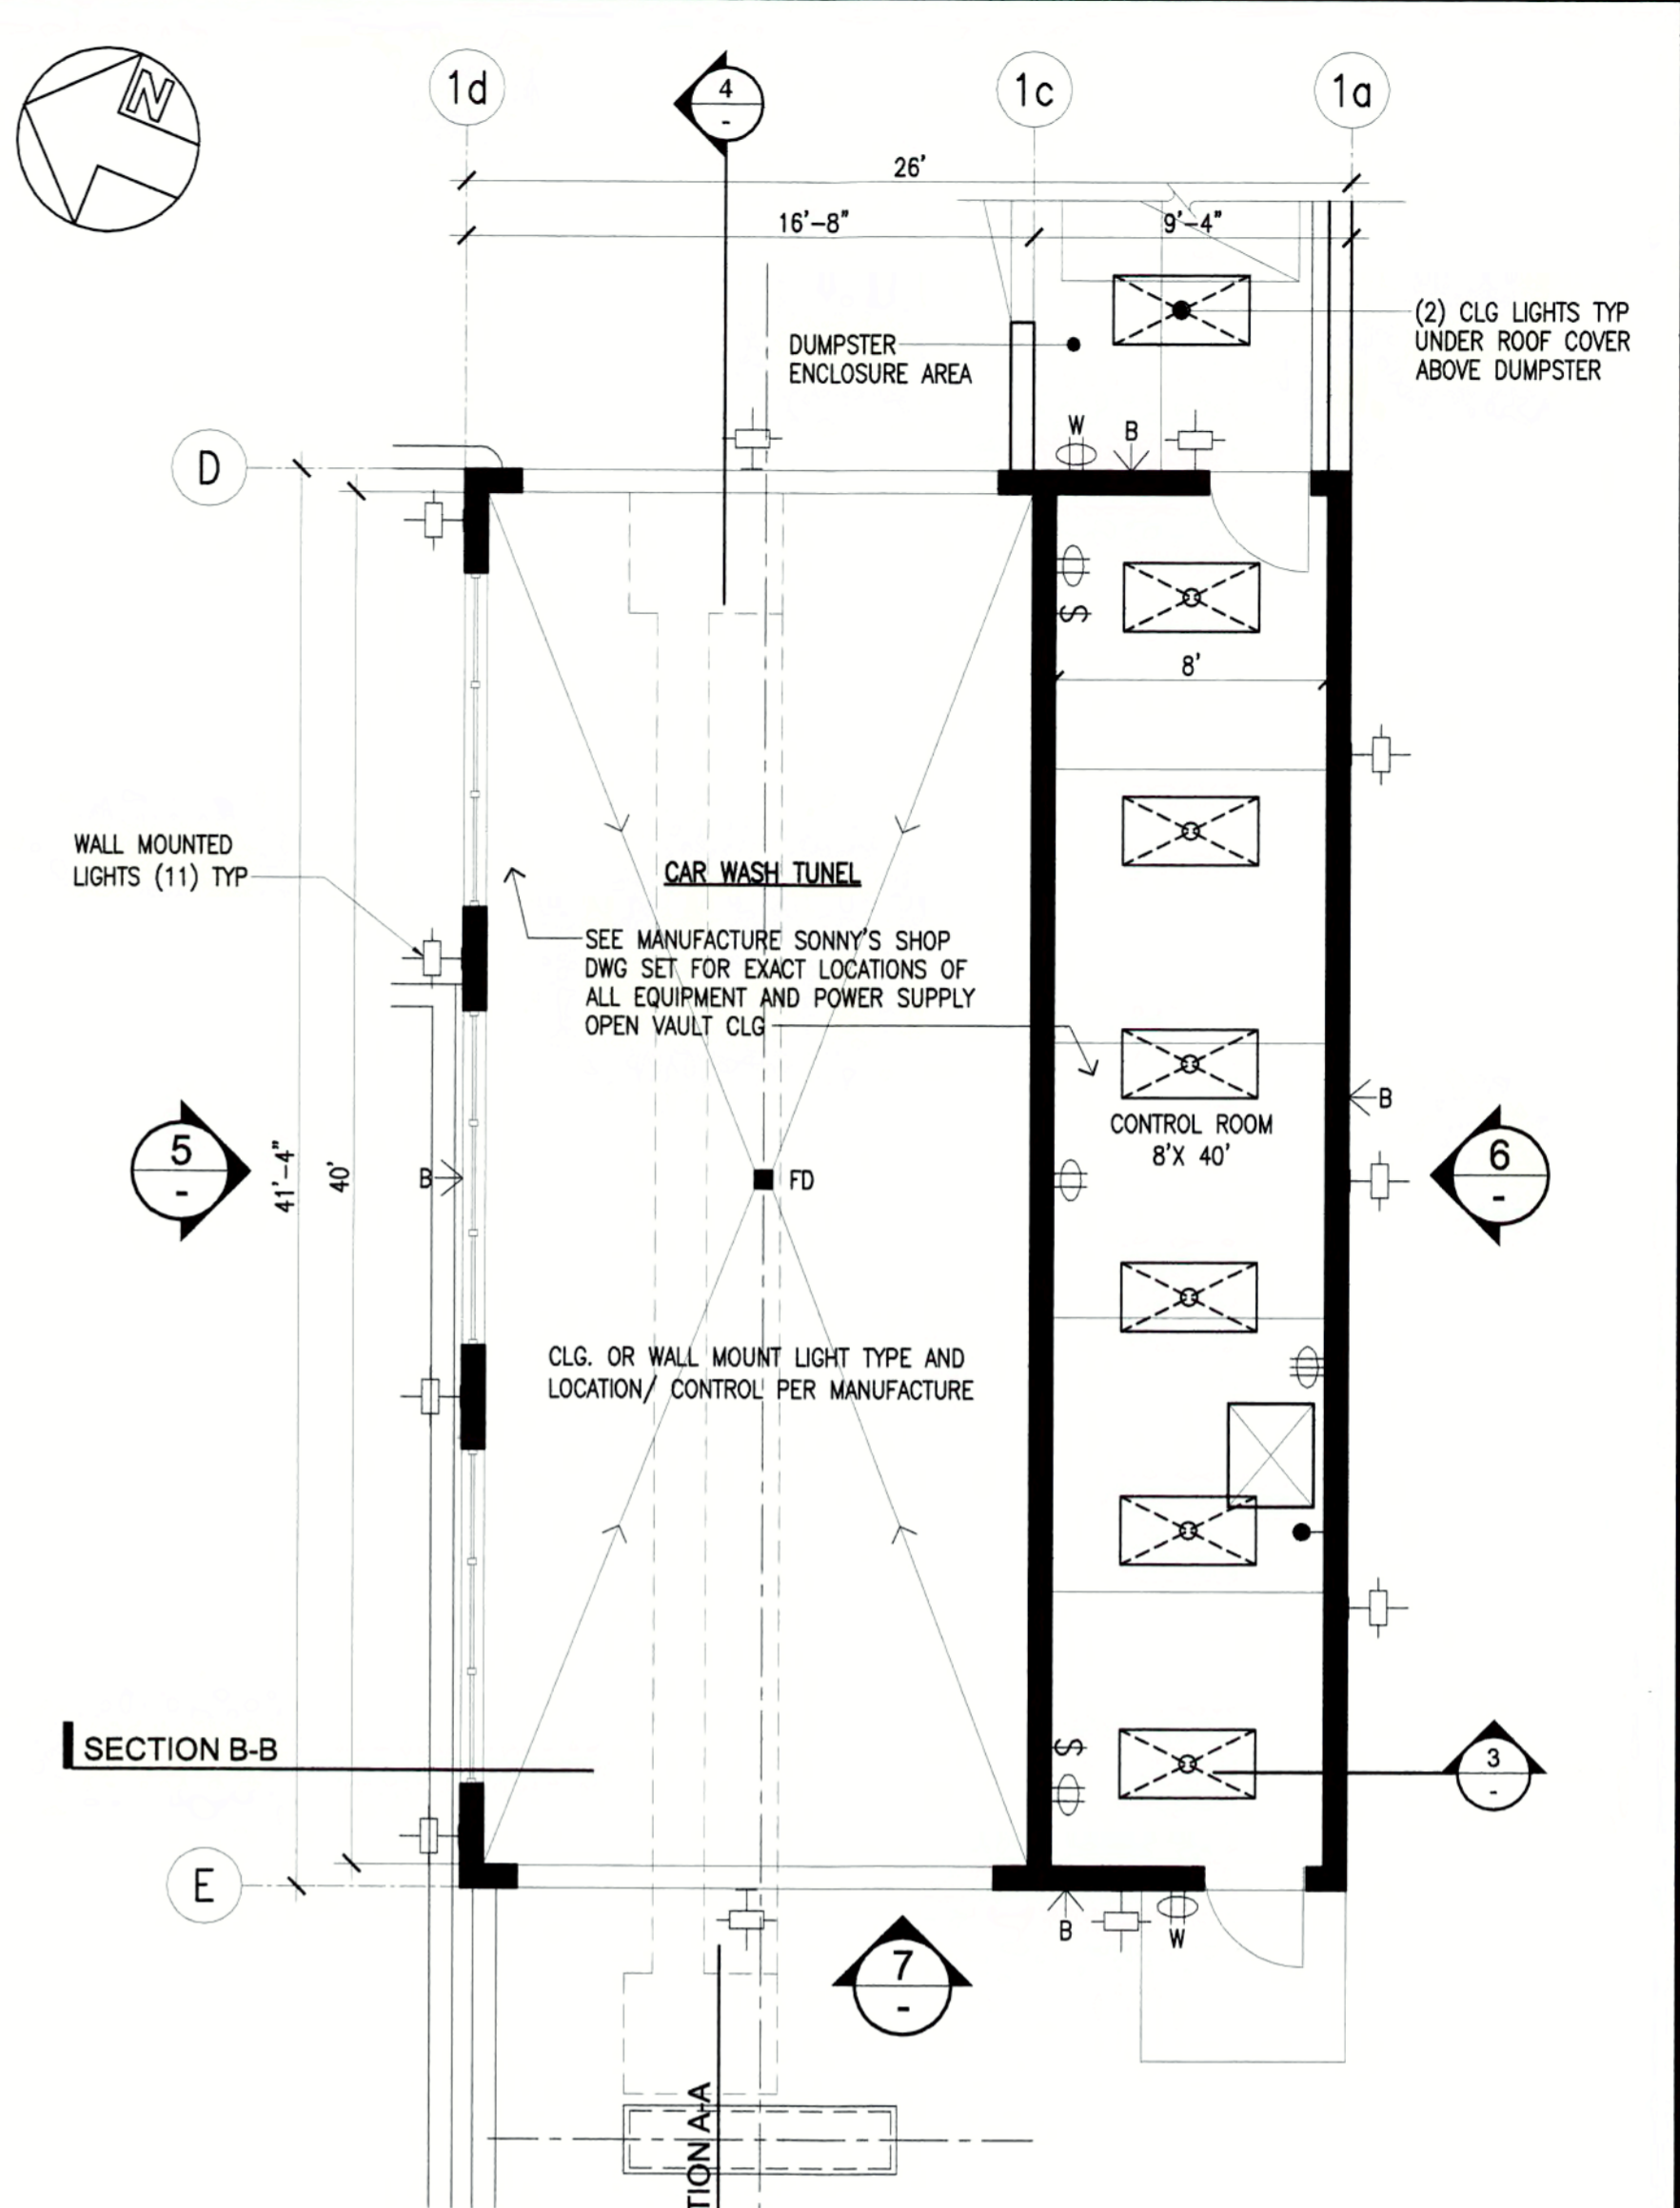 N
1d
4
-
1c
1a
26'
16'-8"
9'-4"
(2) CLG LIGHTS TYP
UNDER ROOF COVER
ABOVE DUMPSTER
DUMPSTER
ENCLOSURE AREA
W
B
D
8'
WALL MOUNTED
LIGHTS (11) TYP
CAR WASH TUNEL
SEE MANUFACTURE SONNY'S SHOP
DWG SET FOR EXACT LOCATIONS OF
ALL EQUIPMENT AND POWER SUPPLY
OPEN VAULT CLG
B
CONTROL ROOM
8'X 40'
5
-
41'-4"
40'
B
FD
6
-
CLG. OR WALL MOUNT LIGHT TYPE AND
LOCATION/ CONTROL PER MANUFACTURE
SECTION B-B
3
-
E
B
W
7
-
TION A-A